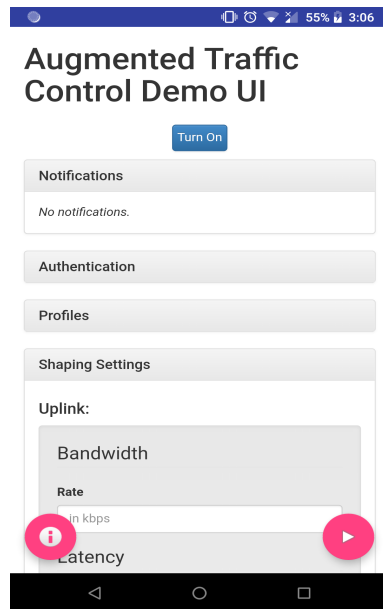 55% 3:06
Augmented Traffic
Control Demo UI
Turn On
Notifications
No notifications.
Authentication
Profiles
Shaping Settings
Uplink:
Bandwidth
Rate
in kbps
Latency